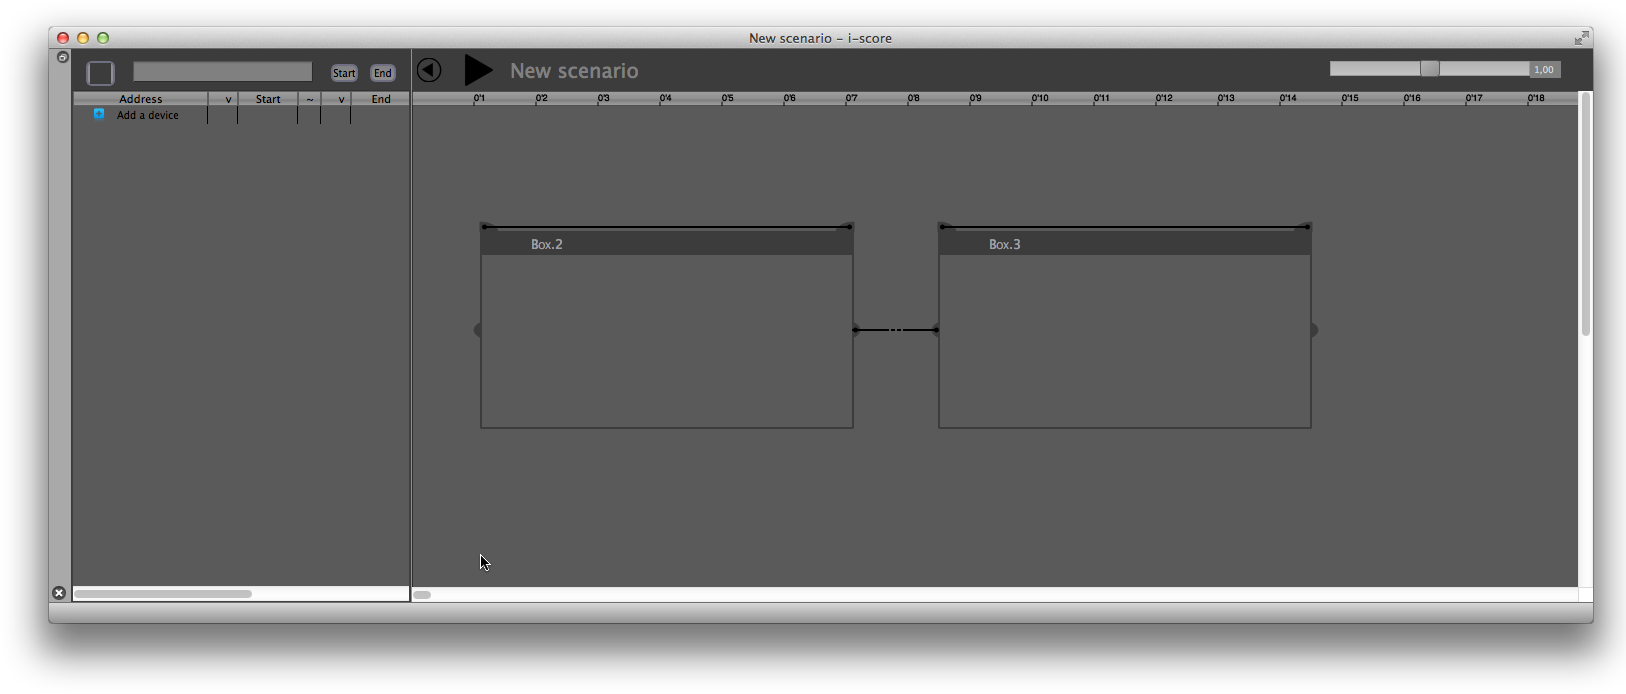 New scenario – i-score
Start End New scenario 1,00
Address v Start ~ v End
0'1 0'2 0'3 0'4 0'5 0'6 0'7 0'8 0'9 0'10 0'11 0'12 0'13 0'14 0'15 0'16 0'17 0'18
Add a device
Box.2 Box.3